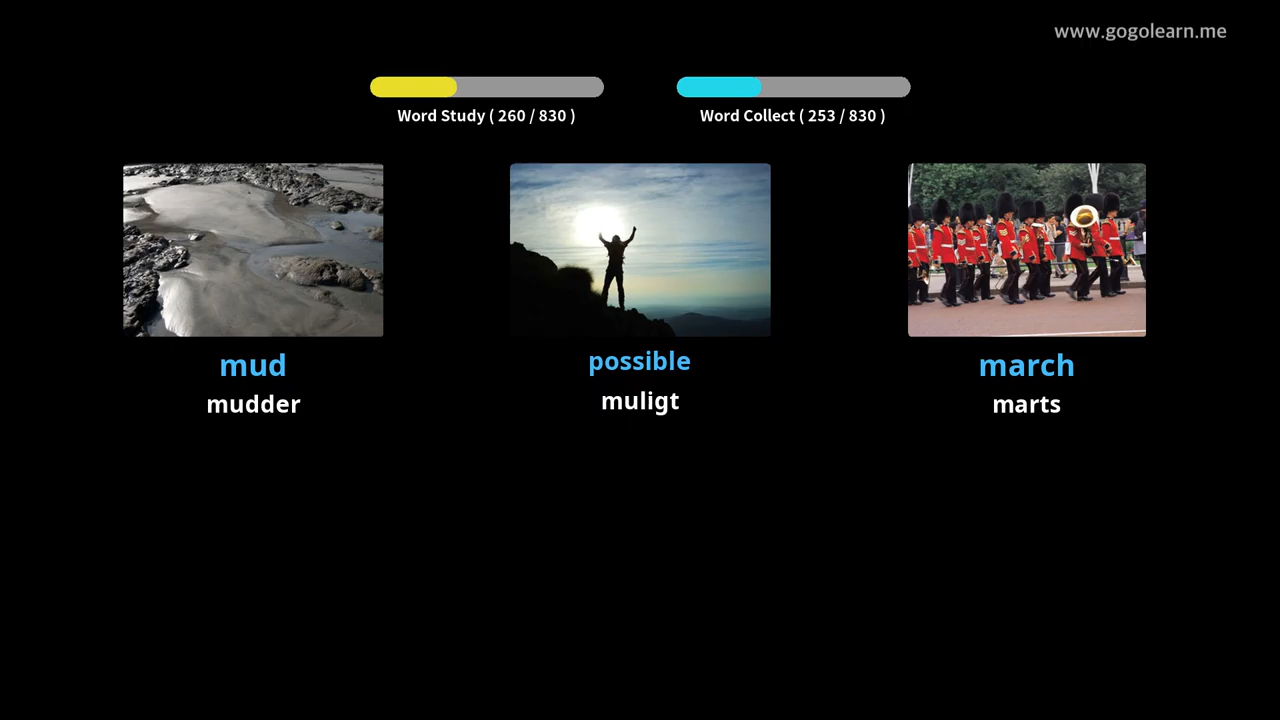 www.gogolearn.me
Word Study ( 260 / 830 )
Word Collect ( 253 / 830 )
mud
mudder
possible
muligt
march
marts